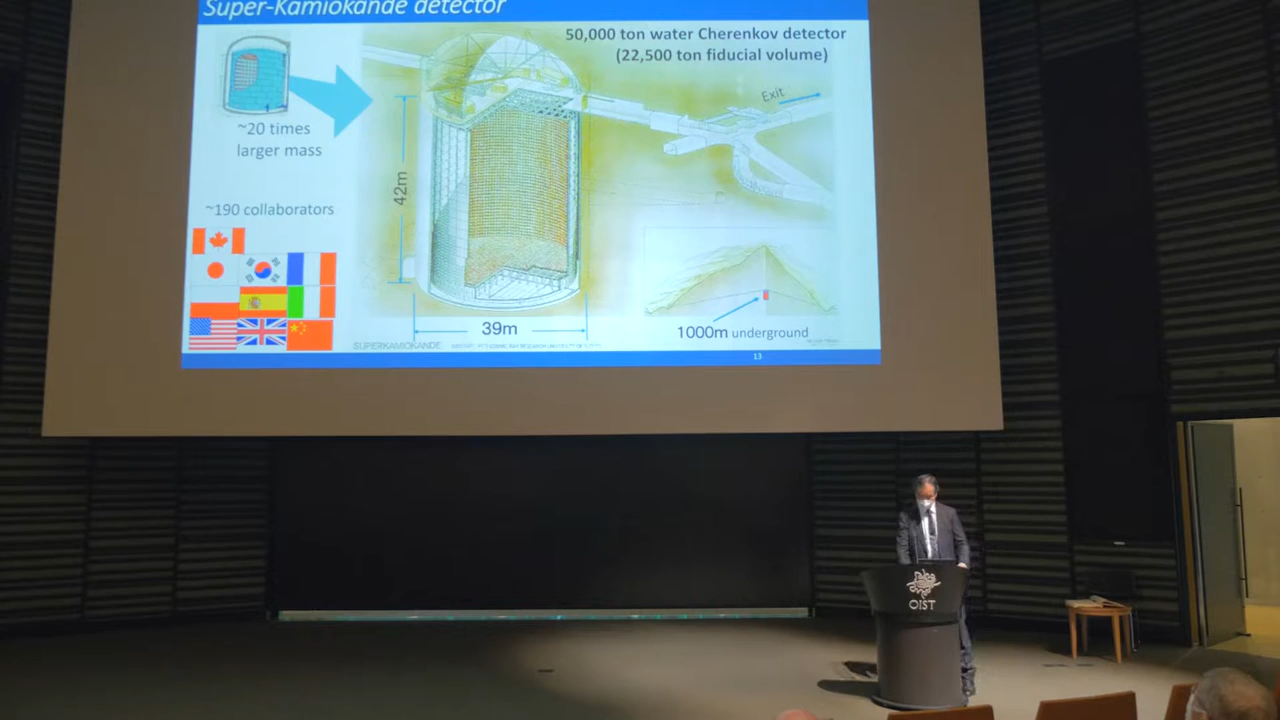 Super-Kamiokande detector
50,000 ton water Cherenkov detector
(22,500 ton fiducial volume)
Exit
~20 times
larger mass
42m
~190 collaborators
39m
1000m underground
SUPERKAMIOKANDE
13
OIST